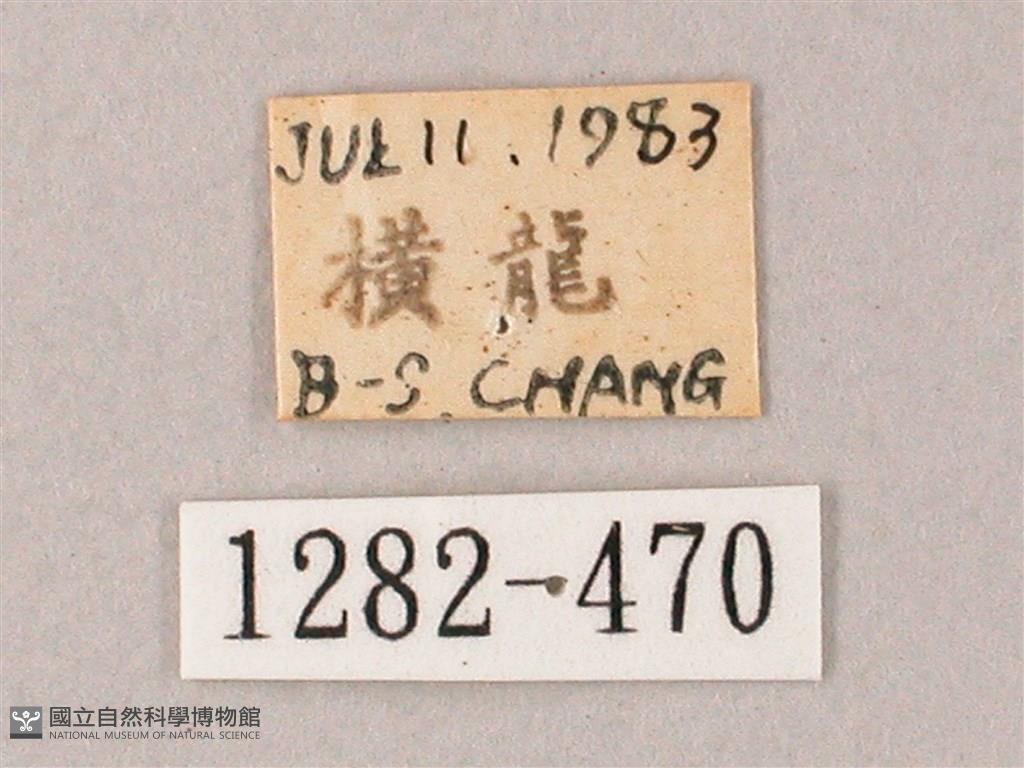 JUL 11. 1983
橫龍
B-S. CHANG
1282-470
國立自然科學博物館
NATIONAL MUSEUM OF NATURAL SCIENCE